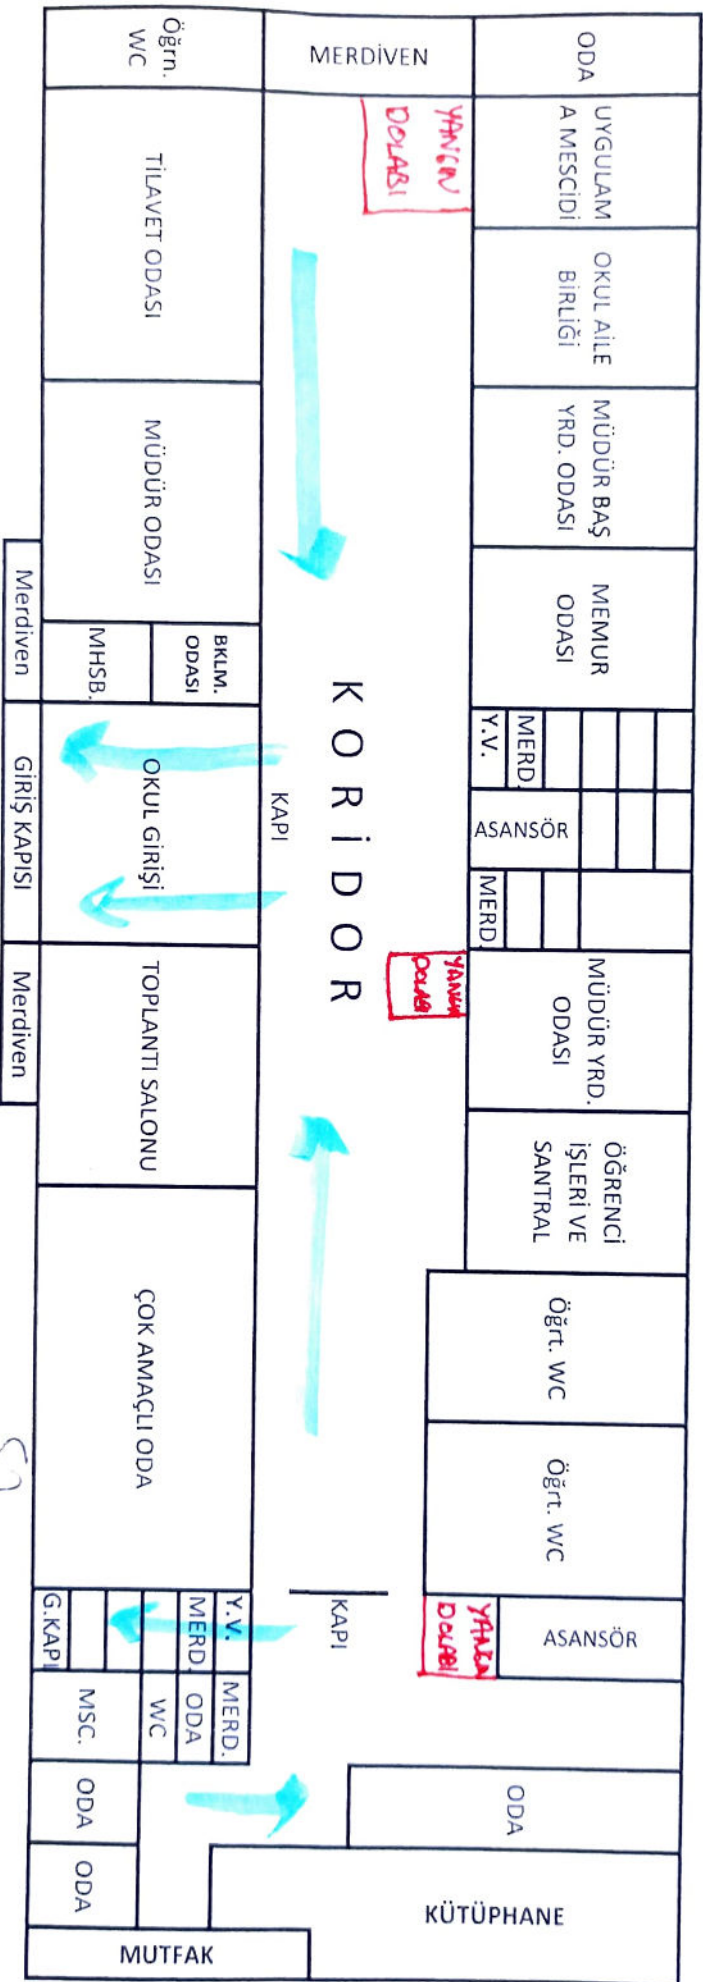 ODA
UYGULAM
A MESCİDİ
OKUL AİLE
BİRLİĞİ
MÜDÜR BAŞ
YRD. ODASI
MEMUR
ODASI
MERD.
Y.V.
ASANSÖR
MERD.
MÜDÜR YRD.
ODASI
ÖĞRENCİ
İŞLERİ VE
SANTRAL
Öğrt. WC
Öğrt. WC
ASANSÖR
ODA
KÜTÜPHANE
MERDİVEN
YANGIN
DOLABI
KORİDOR
YANGIN
DOLABI
YANGIN
DOLABI
KAPI
KAPI
Öğrn.
WC
TİLAVET ODASI
MÜDÜR ODASI
BKLM.
ODASI
MHSB.
OKUL GİRİŞİ
TOPLANTI SALONU
ÇOK AMAÇLI ODA
Y.V.
MERD.
G.KAPI
MERD.
ODA
WC
MSC.
ODA
ODA
MUTFAK
Merdiven
GİRİŞ KAPISI
Merdiven